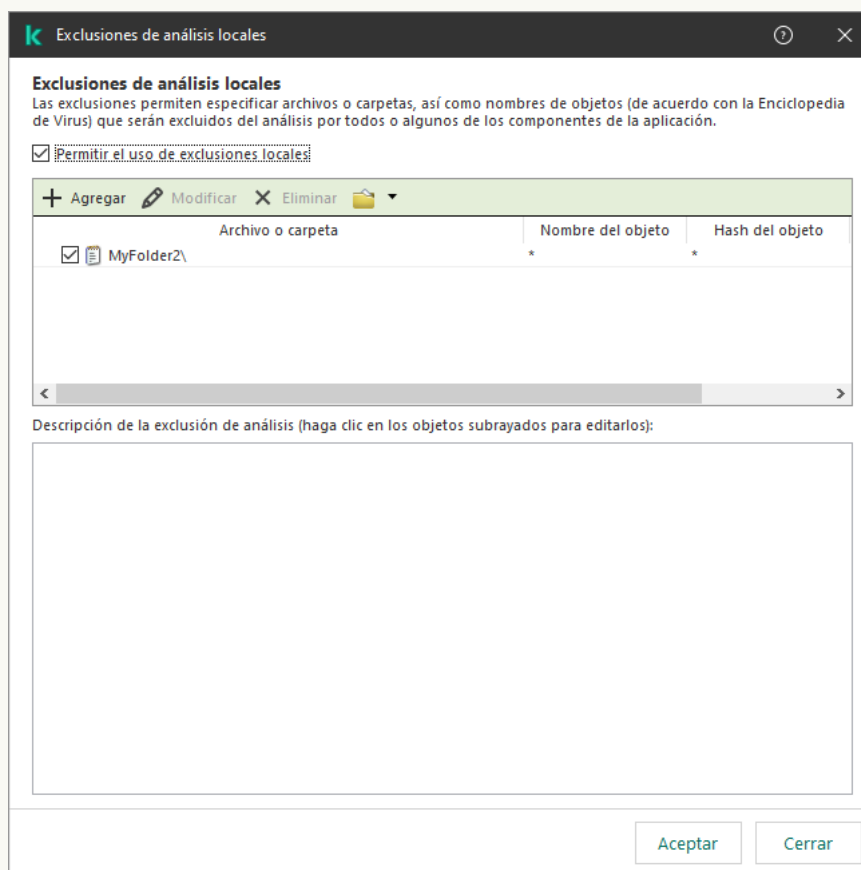 Exclusiones de análisis locales
Exclusiones de análisis locales
Las exclusiones permiten especificar archivos o carpetas, así como nombres de objetos (de acuerdo con la Enciclopedia
de Virus) que serán excluidos del análisis por todos o algunos de los componentes de la aplicación.
Permitir el uso de exclusiones locales
Agregar Modificar Eliminar
Archivo o carpeta Nombre del objeto Hash del objeto
MyFolder2\ * *
Descripción de la exclusión de análisis (haga clic en los objetos subrayados para editarlos):
Aceptar Cerrar